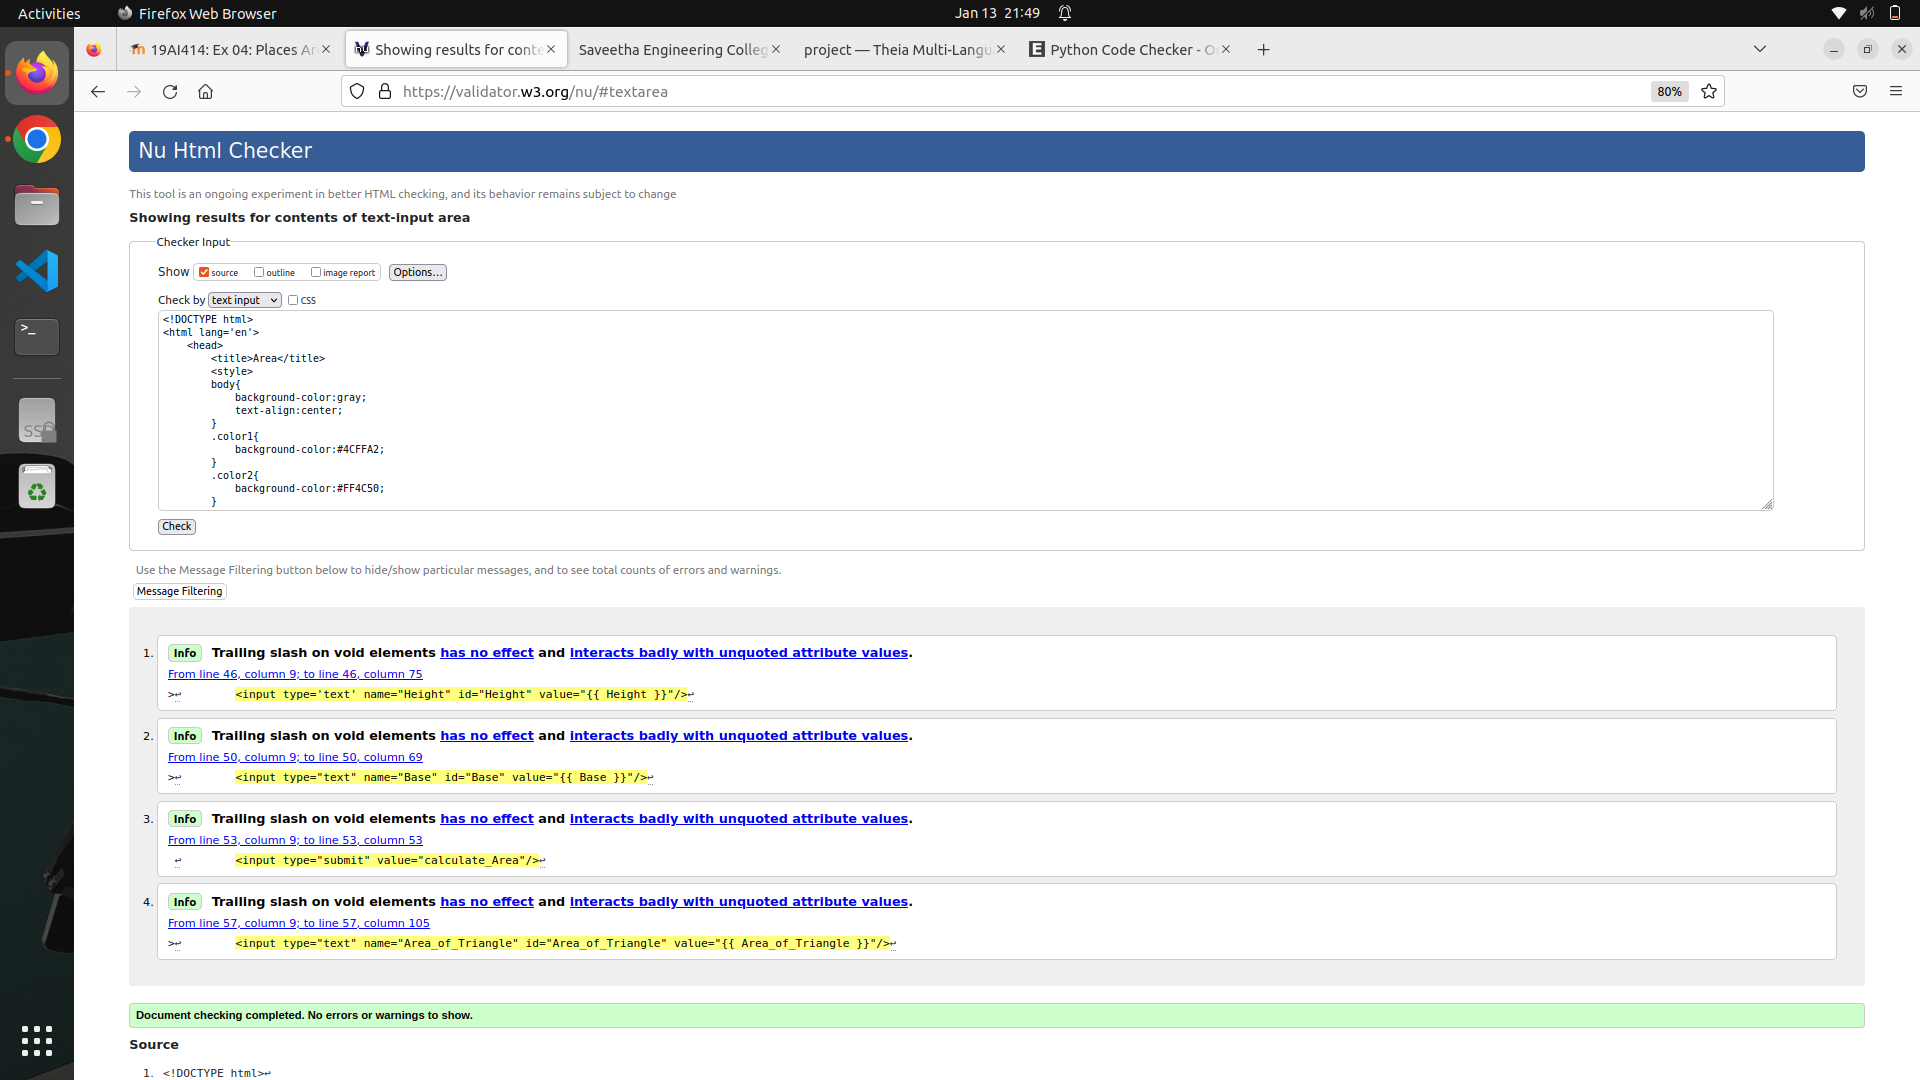 Activities
Firefox Web Browser
Jan 13 21:49
19AI414: Ex 04: Places Ar
Showing results for conte
Saveetha Engineering Colleg
project — Theia Multi-Langu
Python Code Checker - O
https://validator.w3.org/nu/#textarea
80%
Nu Html Checker
This tool is an ongoing experiment in better HTML checking, and its behavior remains subject to change
Showing results for contents of text-input area
Checker Input
Show source outline image report Options...
Check by text input CSS
<!DOCTYPE html>
<html lang='en'>
<head>
<title>Area</title>
<style>
body{
background-color:gray;
text-align:center;
}
.color1{
background-color:#4CFFA2;
}
.color2{
background-color:#FF4C50;
}
Check
Use the Message Filtering button below to hide/show particular messages, and to see total counts of errors and warnings.
Message Filtering
1. Info Trailing slash on void elements has no effect and interacts badly with unquoted attribute values.
From line 46, column 9; to line 46, column 75
>↩ <input type='text' name="Height" id="Height" value="{{ Height }}"/>↩
2. Info Trailing slash on void elements has no effect and interacts badly with unquoted attribute values.
From line 50, column 9; to line 50, column 69
>↩ <input type="text" name="Base" id="Base" value="{{ Base }}"/>↩
3. Info Trailing slash on void elements has no effect and interacts badly with unquoted attribute values.
From line 53, column 9; to line 53, column 53
↩ <input type="submit" value="calculate_Area"/>↩
4. Info Trailing slash on void elements has no effect and interacts badly with unquoted attribute values.
From line 57, column 9; to line 57, column 105
>↩ <input type="text" name="Area_of_Triangle" id="Area_of_Triangle" value="{{ Area_of_Triangle }}"/>↩
Document checking completed. No errors or warnings to show.
Source
1. <!DOCTYPE html>↩
SS